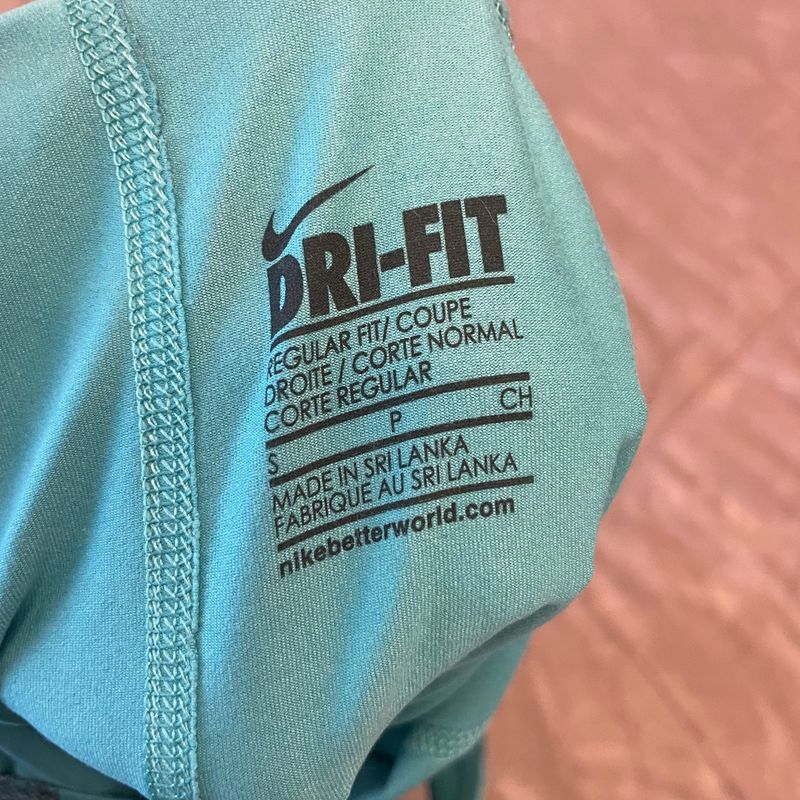 DRI-FIT
REGULAR FIT/ COUPE
DROITE / CORTE NORMAL
CORTE REGULAR
S P CH
MADE IN SRI LANKA
FABRIQUE AU SRI LANKA
nikebetterworld.com